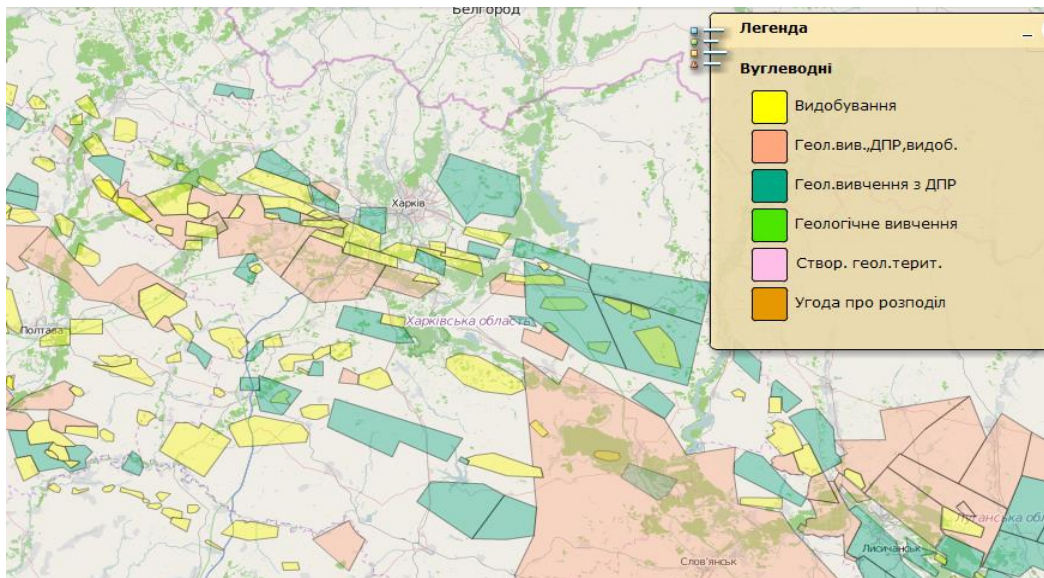 Белгород
Легенда
Вуглеводні
Видобування
Геол.вив.,ДПР,видоб.
Геол.вивчення з ДПР
Геологічне вивчення
Створ. геол.терит.
Угода про розподіл
Харків
Харківська область
Полтава
Луганська обл
Лисичанськ
Слов'янськ